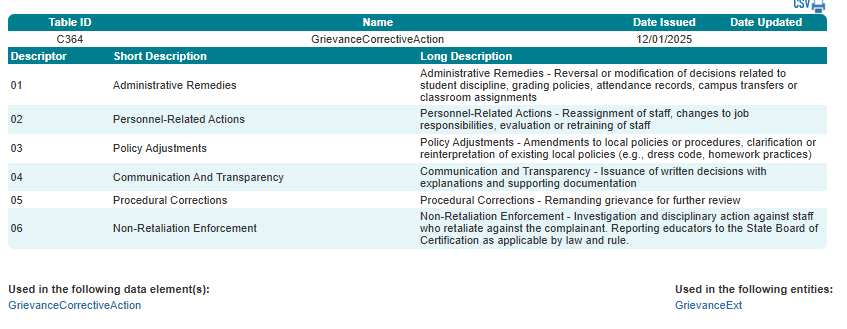 CSV
Table ID Name Date Issued Date Updated
C364 GrievanceCorrectiveAction 12/01/2025
Descriptor Short Description Long Description
01 Administrative Remedies Administrative Remedies - Reversal or modification of decisions related to
student discipline, grading policies, attendance records, campus transfers or
classroom assignments
02 Personnel-Related Actions Personnel-Related Actions - Reassignment of staff, changes to job
responsibilities, evaluation or retraining of staff
03 Policy Adjustments Policy Adjustments - Amendments to local policies or procedures, clarification or
reinterpretation of existing local policies (e.g., dress code, homework practices)
04 Communication And Transparency Communication and Transparency - Issuance of written decisions with
explanations and supporting documentation
05 Procedural Corrections Procedural Corrections - Remanding grievance for further review
06 Non-Retaliation Enforcement Non-Retaliation Enforcement - Investigation and disciplinary action against staff
who retaliate against the complainant. Reporting educators to the State Board of
Certification as applicable by law and rule.
Used in the following data element(s): Used in the following entities:
GrievanceCorrectiveAction GrievanceExt